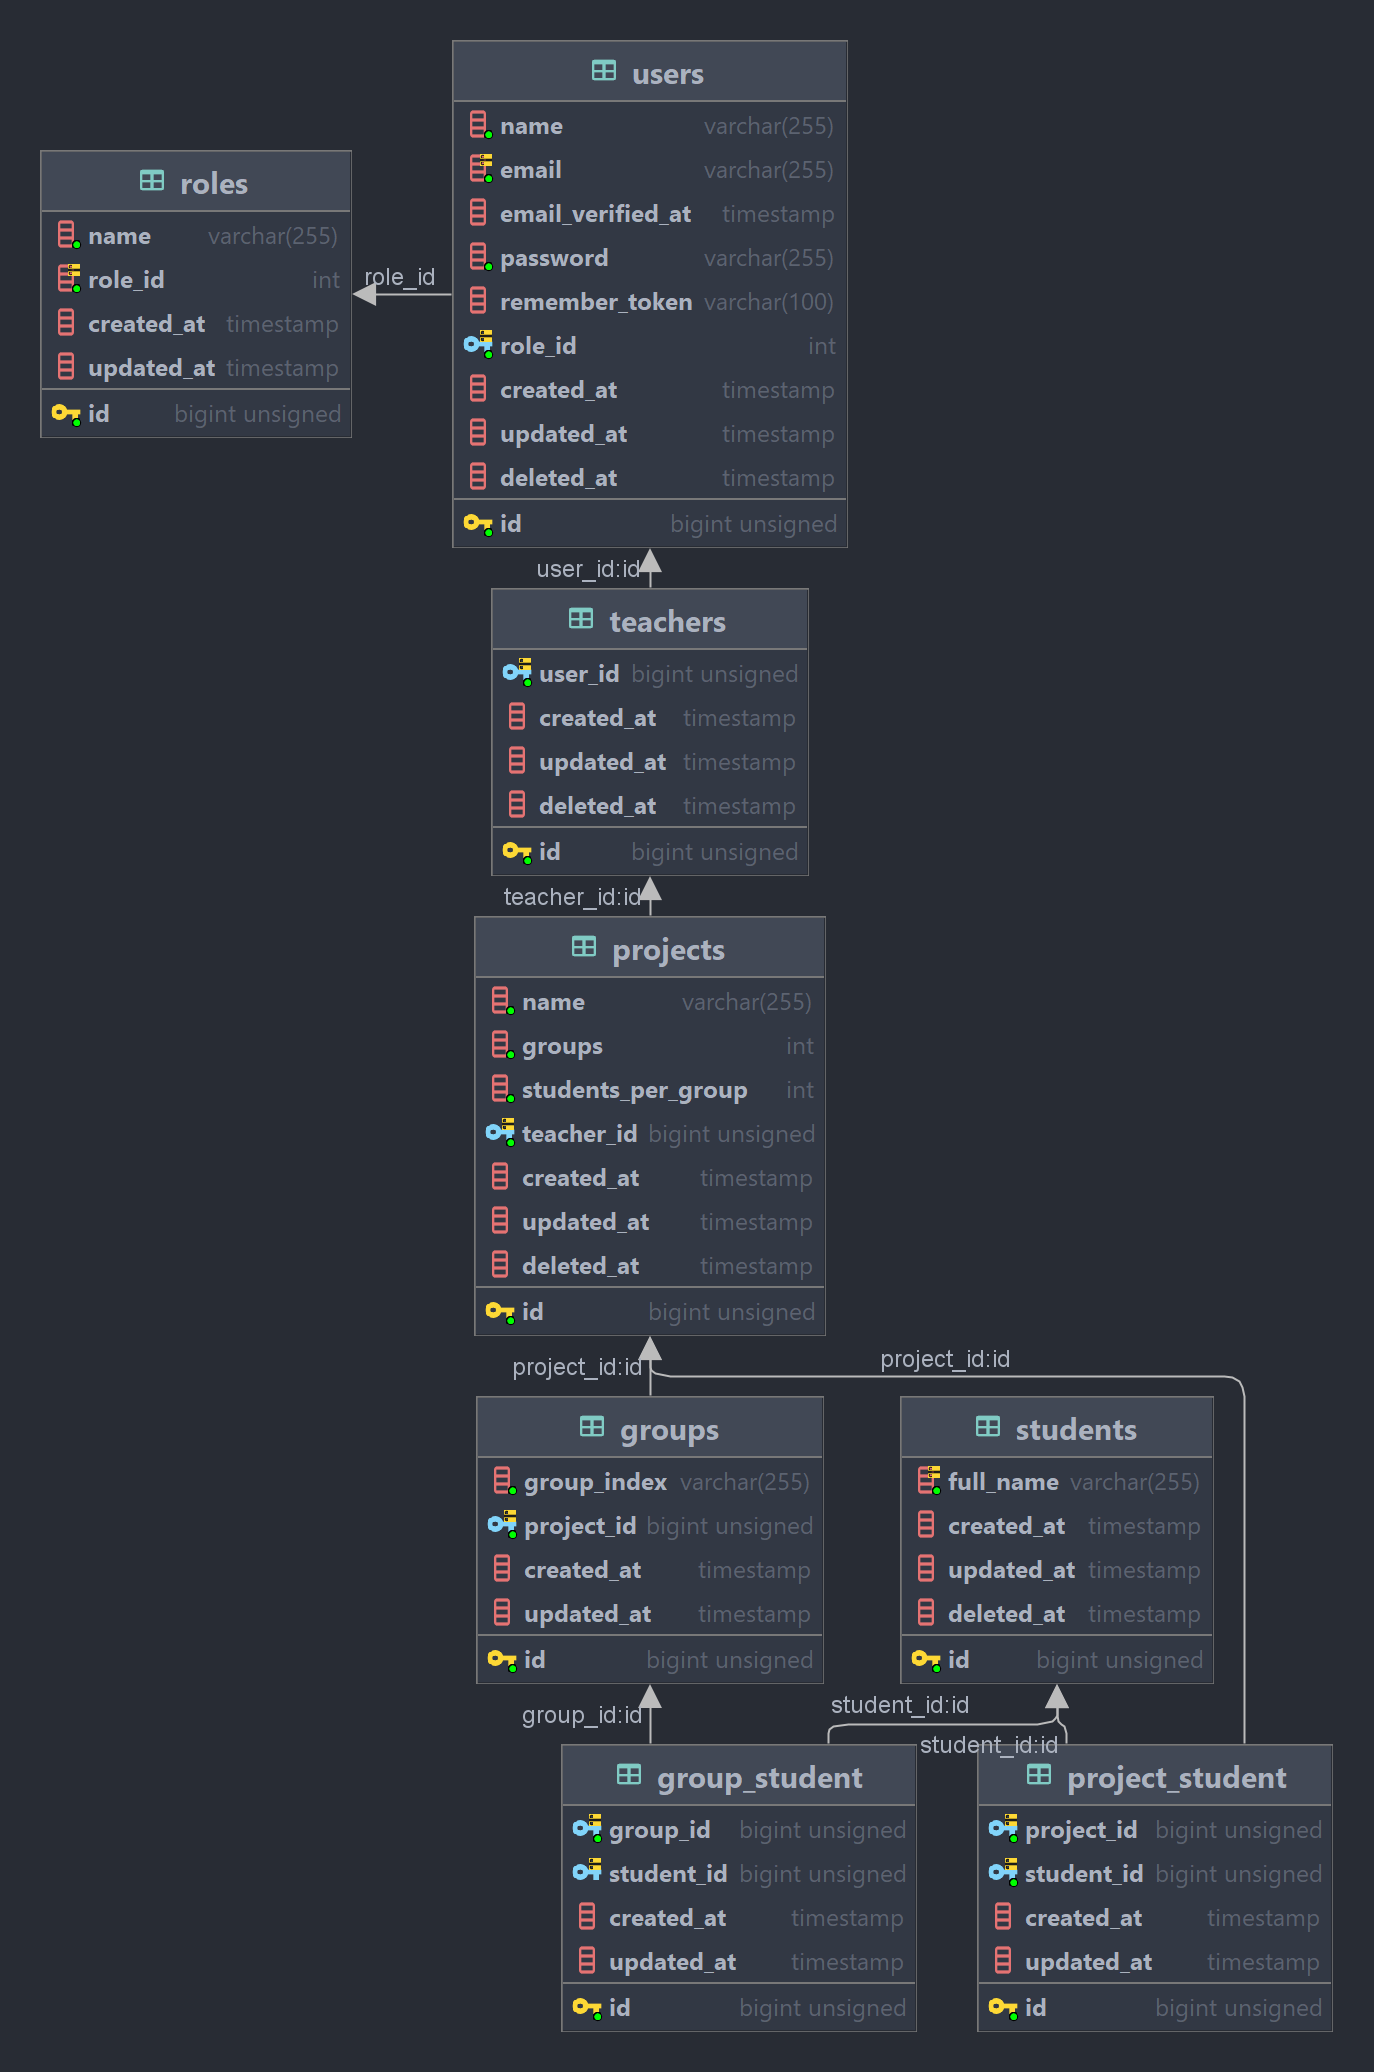 users
name varchar(255)
email varchar(255)
email_verified_at timestamp
password varchar(255)
remember_token varchar(100)
role_id int
created_at timestamp
updated_at timestamp
deleted_at timestamp
id bigint unsigned
roles
name varchar(255)
role_id int
created_at timestamp
updated_at timestamp
id bigint unsigned
role_id
user_id:id
teachers
user_id bigint unsigned
created_at timestamp
updated_at timestamp
deleted_at timestamp
id bigint unsigned
teacher_id:id
projects
name varchar(255)
groups int
students_per_group int
teacher_id bigint unsigned
created_at timestamp
updated_at timestamp
deleted_at timestamp
id bigint unsigned
project_id:id
project_id:id
groups
group_index varchar(255)
project_id bigint unsigned
created_at timestamp
updated_at timestamp
id bigint unsigned
students
full_name varchar(255)
created_at timestamp
updated_at timestamp
deleted_at timestamp
id bigint unsigned
group_id:id
student_id:id
student_id:id
group_student
group_id bigint unsigned
student_id bigint unsigned
created_at timestamp
updated_at timestamp
id bigint unsigned
project_student
project_id bigint unsigned
student_id bigint unsigned
created_at timestamp
updated_at timestamp
id bigint unsigned